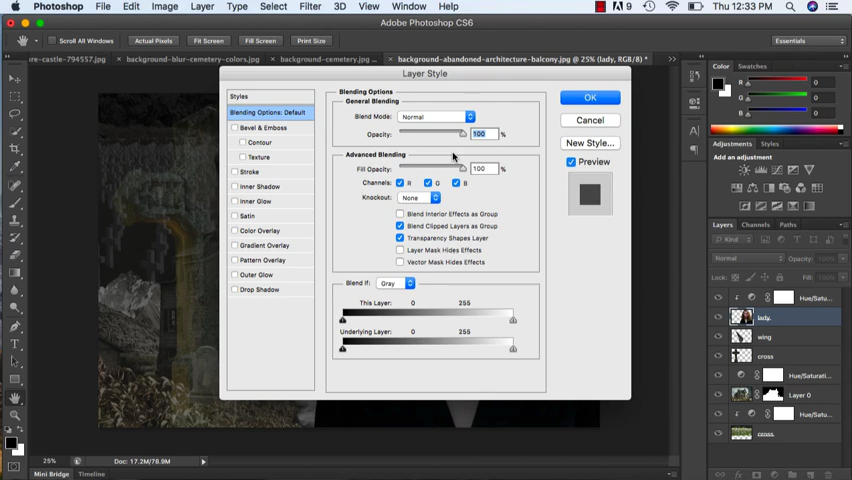 Photoshop File Edit Image Layer Type Select Filter 3D View Window Help 9 Thu 12:33 PM
Adobe Photoshop CS6
Scroll All Windows Actual Pixels Fit Screen Fill Screen Print Size Essentials
ure-castle-794557.jpg × background-blur-cemetery-colors.jpg × background-cemetery.jpg ... × background-abandoned-architecture-balcony.jpg @ 25% (lady, RGB/8) *
Layer Style
Styles
Blending Options: Default
Bevel & Emboss
Contour
Texture
Stroke
Inner Shadow
Inner Glow
Satin
Color Overlay
Gradient Overlay
Pattern Overlay
Outer Glow
Drop Shadow
Blending Options
General Blending
Blend Mode: Normal
Opacity: 100 %
Advanced Blending
Fill Opacity: 100 %
Channels: R G B
Knockout: None
Blend Interior Effects as Group
Blend Clipped Layers as Group
Transparency Shapes Layer
Layer Mask Hides Effects
Vector Mask Hides Effects
Blend If: Gray
This Layer: 0 255
Underlying Layer: 0 255
OK
Cancel
New Style...
Preview
Color Swatches
R 0
G 0
B 0
Adjustments Styles
Add an adjustment
Layers Channels Paths
Kind
Normal Opacity: 100%
Lock: Fill: 100%
Hue/Satu...
lady
wing
cross
Hue/Saturati...
Layer 0
Hue/Satu...
cross
25% Doc: 17.2M/78.9M
Mini Bridge Timeline